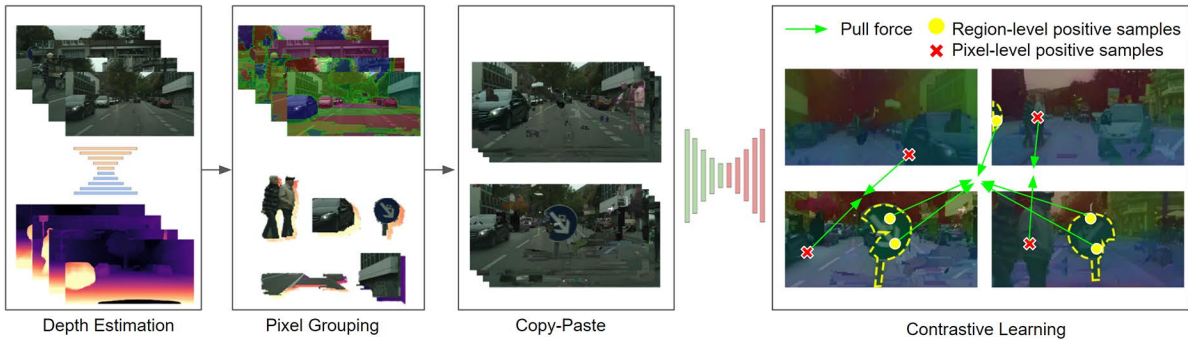 Pull force
Region-level positive samples
Pixel-level positive samples
Depth Estimation
Pixel Grouping
Copy-Paste
Contrastive Learning